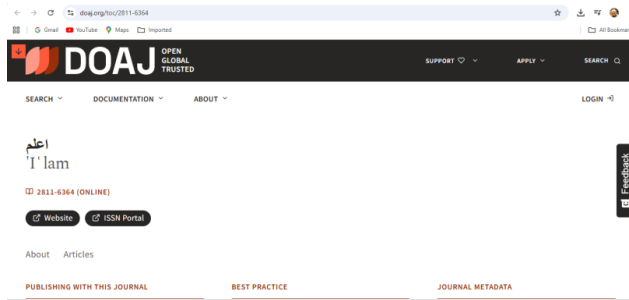 doaj.org/toc/2811-6364
Gmail YouTube Maps Imported All Bookmar
DOAJ OPEN
GLOBAL
TRUSTED
SUPPORT APPLY SEARCH
SEARCH DOCUMENTATION ABOUT LOGIN
اعلم
'I'lam
2811-6364 (ONLINE)
Website ISSN Portal
Feedback
About Articles
PUBLISHING WITH THIS JOURNAL BEST PRACTICE JOURNAL METADATA